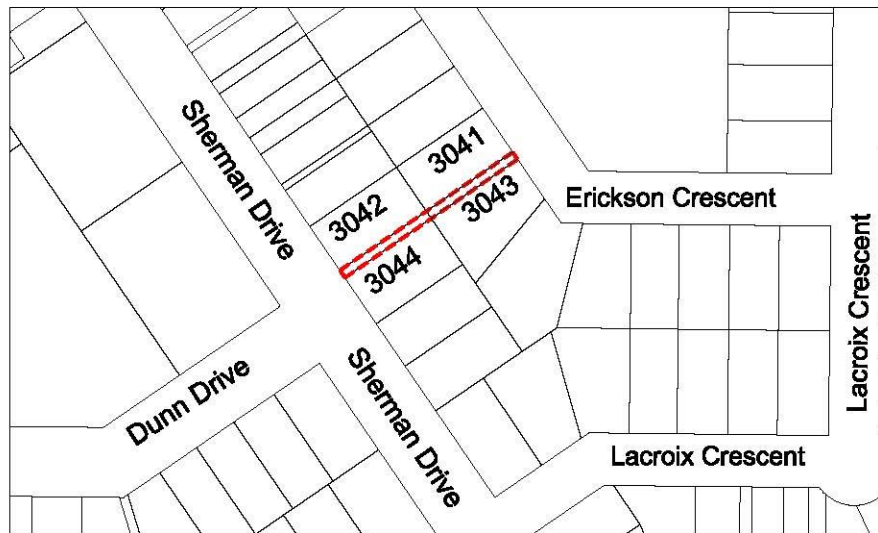 Sherman Drive
3041
3043
3042
3044
Erickson Crescent
Lacroix Crescent
Dunn Drive
Sherman Drive
Lacroix Crescent